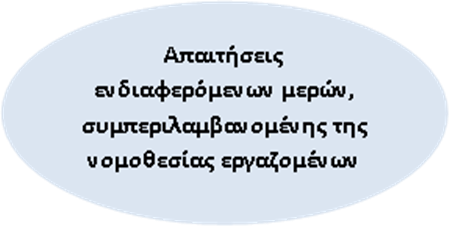 Απαιτήσεις
ενδιαφερόμενων μερών,
συμπεριλαμβανομένης της
νομοθεσίας εργαζομένων